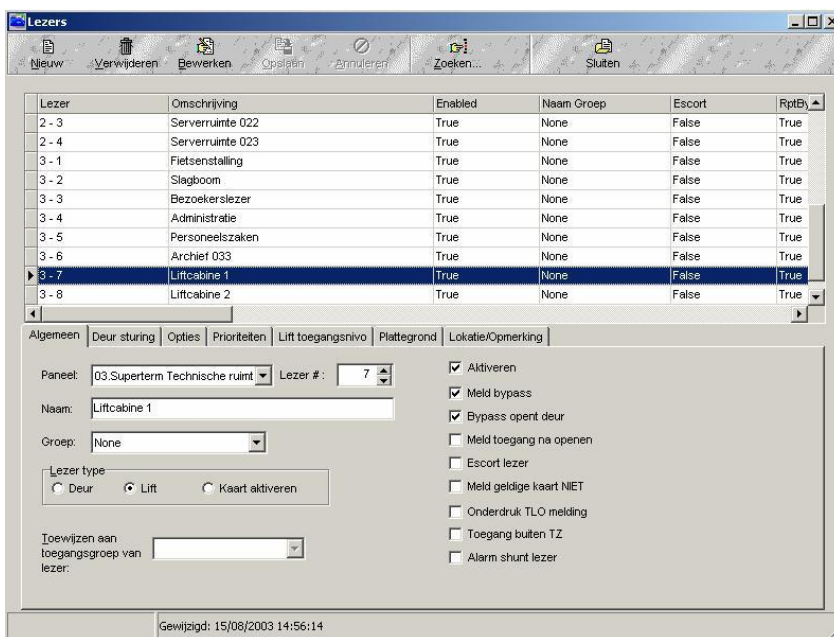 Lezers
Nieuw Verwijderen Bewerken Opslaan Annuleren Zoeken... Sluiten
Lezer Omschrijving Enabled Naam Groep Escort RptBy
2 - 3 Serverruimte 022 True None False True
2 - 4 Serverruimte 023 True None False True
3 - 1 Fietsenstalling True None False True
3 - 2 Slagboom True None False True
3 - 3 Bezoekerslezer True None False True
3 - 4 Administratie True None False True
3 - 5 Personeelszaken True None False True
3 - 6 Archief 033 True None False True
3 - 7 Liftcabine 1 True None False True
3 - 8 Liftcabine 2 True None False True
Algemeen Deur sturing Opties Prioriteiten Lift toegangsnivo Plattegrond Lokatie/Opmerking
Paneel: 03.Superterm Technische ruimt Lezer #: 7
Naam: Liftcabine 1
Groep: None
Lezer type
Deur Lift Kaart aktiveren
Toewijzen aan
toegangsgroep van
lezer:
Aktiveren
Meld bypass
Bypass opent deur
Meld toegang na openen
Escort lezer
Meld geldige kaart NIET
Onderdruk TLO melding
Toegang buiten TZ
Alarm shunt lezer
Gewijzigd: 15/08/2003 14:56:14